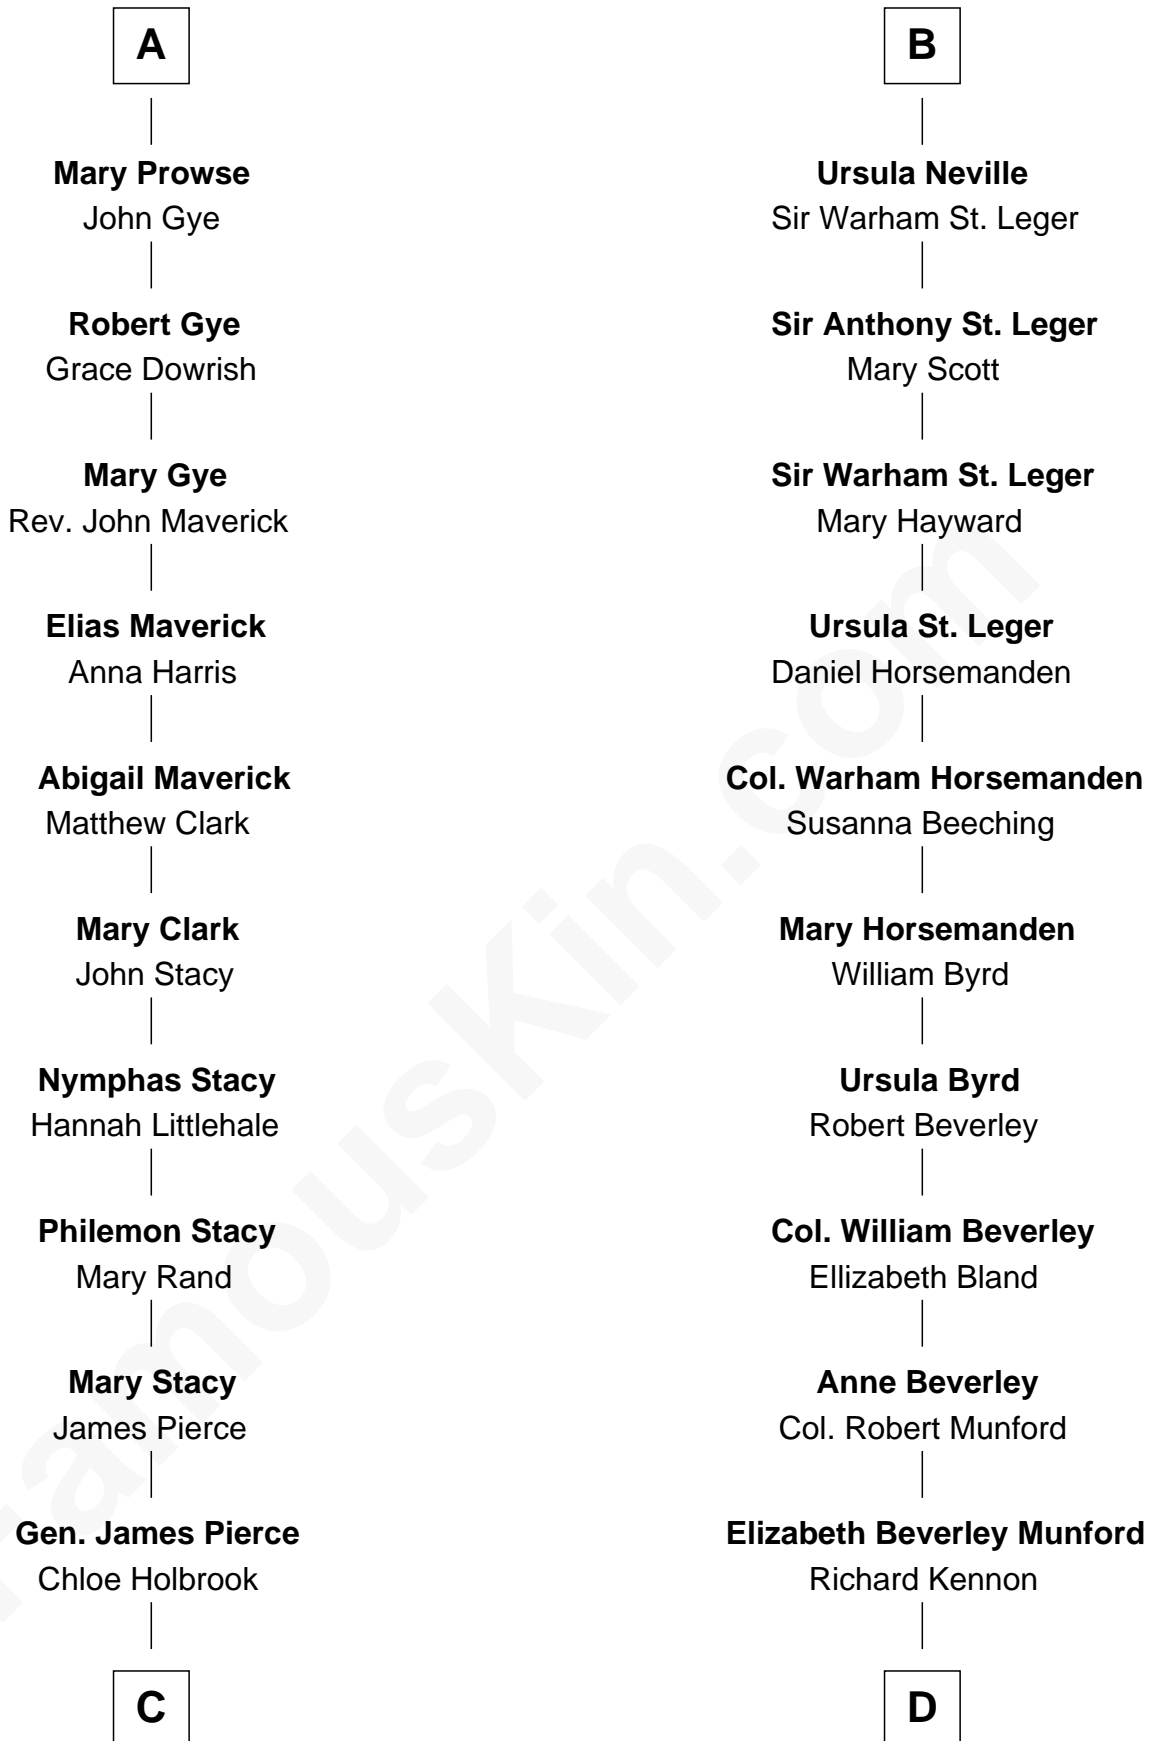 A
Mary Prowse
John Gye
Robert Gye
Grace Dowrish
Mary Gye
Rev. John Maverick
Elias Maverick
Anna Harris
Abigail Maverick
Matthew Clark
Mary Clark
John Stacy
Nymphas Stacy
Hannah Littlehale
Philemon Stacy
Mary Rand
Mary Stacy
James Pierce
Gen. James Pierce
Chloe Holbrook
C
B
Ursula Neville
Sir Warham St. Leger
Sir Anthony St. Leger
Mary Scott
Sir Warham St. Leger
Mary Hayward
Ursula St. Leger
Daniel Horsemanden
Col. Warham Horsemanden
Susanna Beeching
Mary Horsemanden
William Byrd
Ursula Byrd
Robert Beverley
Col. William Beverley
Ellizabeth Bland
Anne Beverley
Col. Robert Munford
Elizabeth Beverley Munford
Richard Kennon
D
FamousKin.com